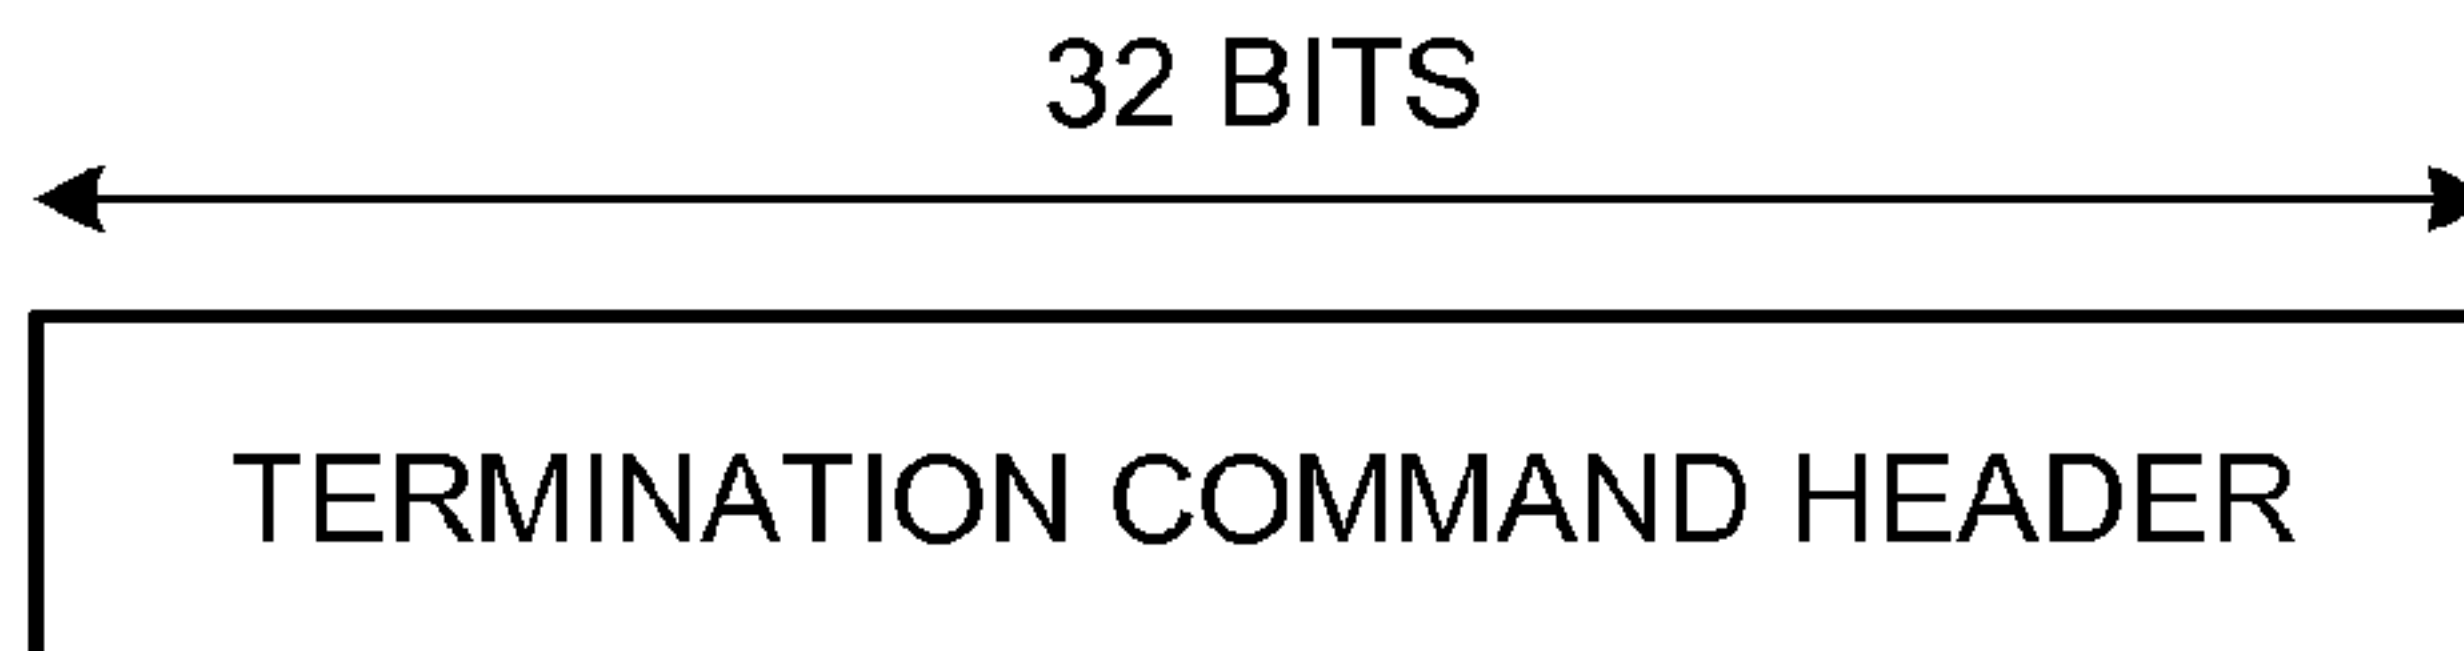 32 BITS
TERMINATION COMMAND HEADER